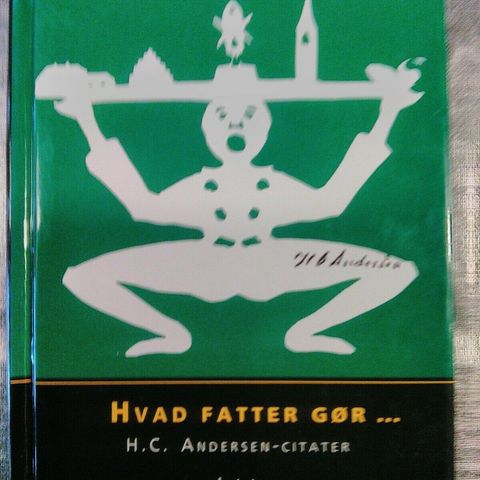 H C Andersen
HVAD FATTER GØR ...
H.C. ANDERSEN-CITATER